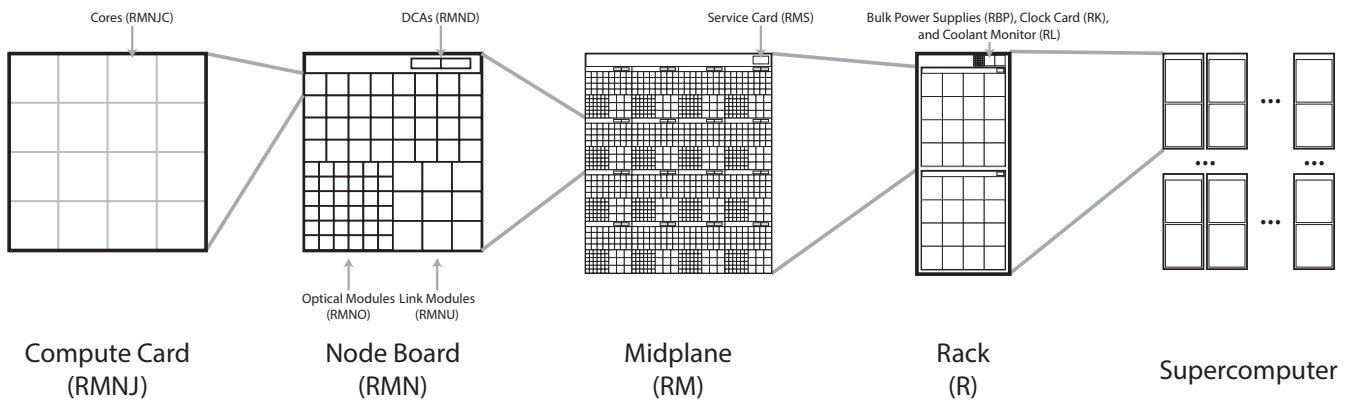 Cores (RMNJC)
DCAs (RMND)
Service Card (RMS)
Bulk Power Supplies (RBP), Clock Card (RK),
and Coolant Monitor (RL)
Optical Modules
(RMNO)
Link Modules
(RMNU)
Compute Card
(RMNJ)
Node Board
(RMN)
Midplane
(RM)
Rack
(R)
Supercomputer